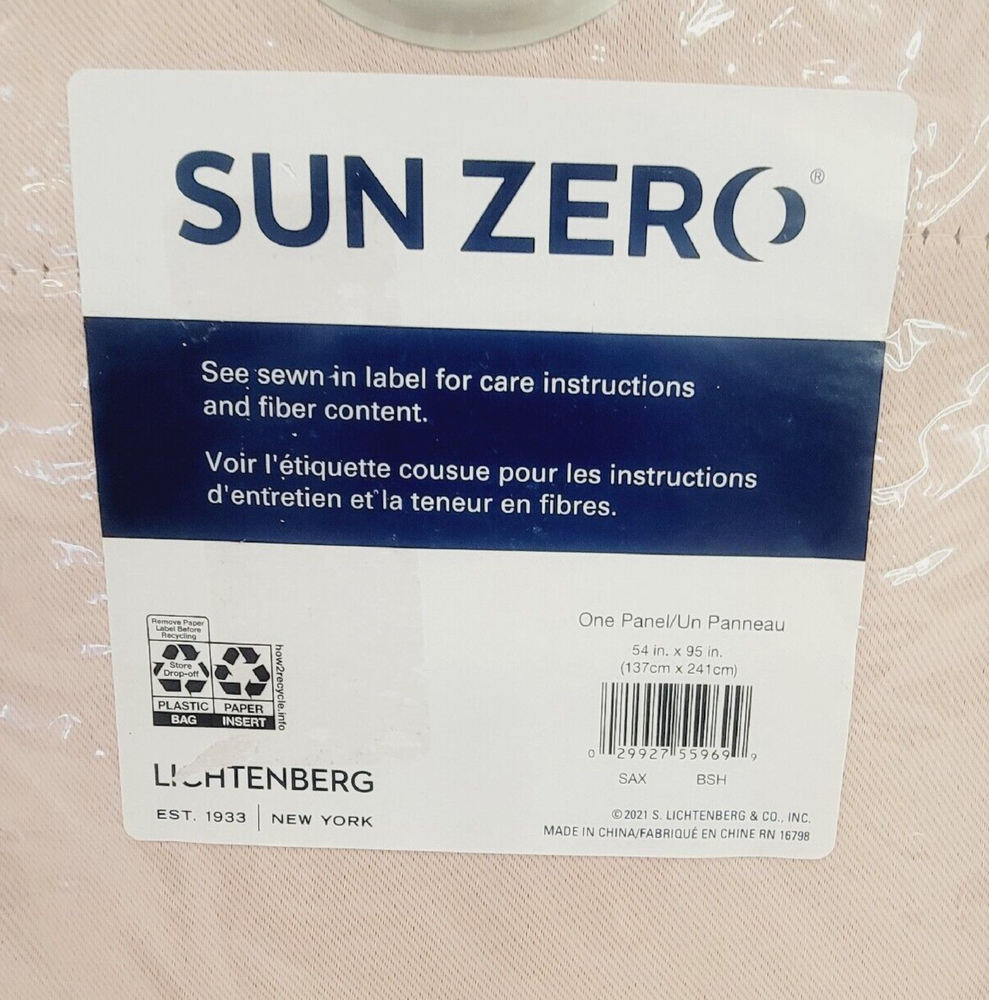 SUN ZERO®
See sewn-in label for care instructions
and fiber content.
Voir l'étiquette cousue pour les instructions
d'entretien et la teneur en fibres.
Remove Paper
Label Before
Recycling
Store
Drop-off
PLASTIC
BAG
PAPER
INSERT
how2recycle.info
LICHTENBERG
EST. 1933 | NEW YORK
One Panel/Un Panneau
54 in. x 95 in.
(137cm x 241cm)
0 29927 55969 9
SAX BSH
©2021 S. LICHTENBERG & CO., INC.
MADE IN CHINA/FABRIQUÉ EN CHINE RN 16798